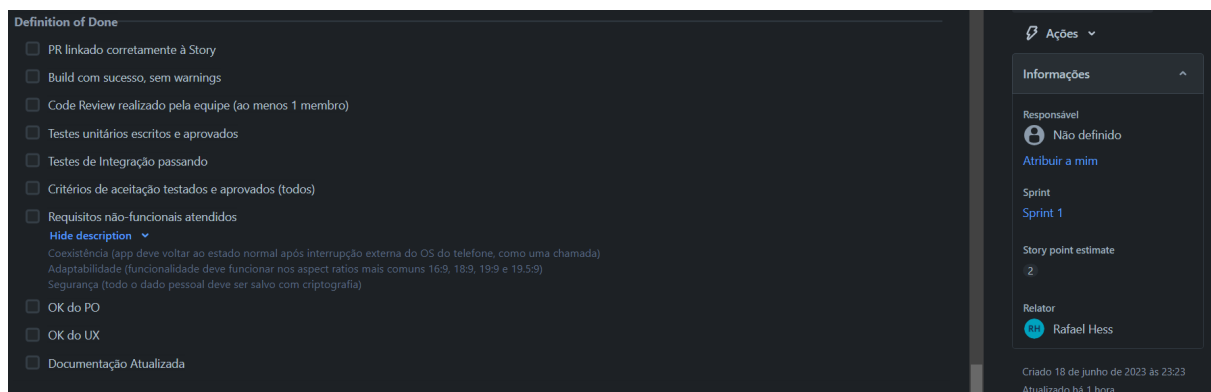 Definition of Done
PR linkado corretamente à Story
Build com sucesso, sem warnings
Code Review realizado pela equipe (ao menos 1 membro)
Testes unitários escritos e aprovados
Testes de Integração passando
Critérios de aceitação testados e aprovados (todos)
Requisitos não-funcionais atendidos
Hide description
Coexistência (app deve voltar ao estado normal após interrupção externa do OS do telefone, como uma chamada)
Adaptabilidade (funcionalidade deve funcionar nos aspect ratios mais comuns 16:9, 18:9, 19:9 e 19.5:9)
Segurança (todo o dado pessoal deve ser salvo com criptografia)
OK do PO
OK do UX
Documentação Atualizada
Ações
Informações
Responsável
Não definido
Atribuir a mim
Sprint
Sprint 1
Story point estimate
2
Relator
RH Rafael Hess
Criado 18 de junho de 2023 às 23:23
Atualizado há 1 hora